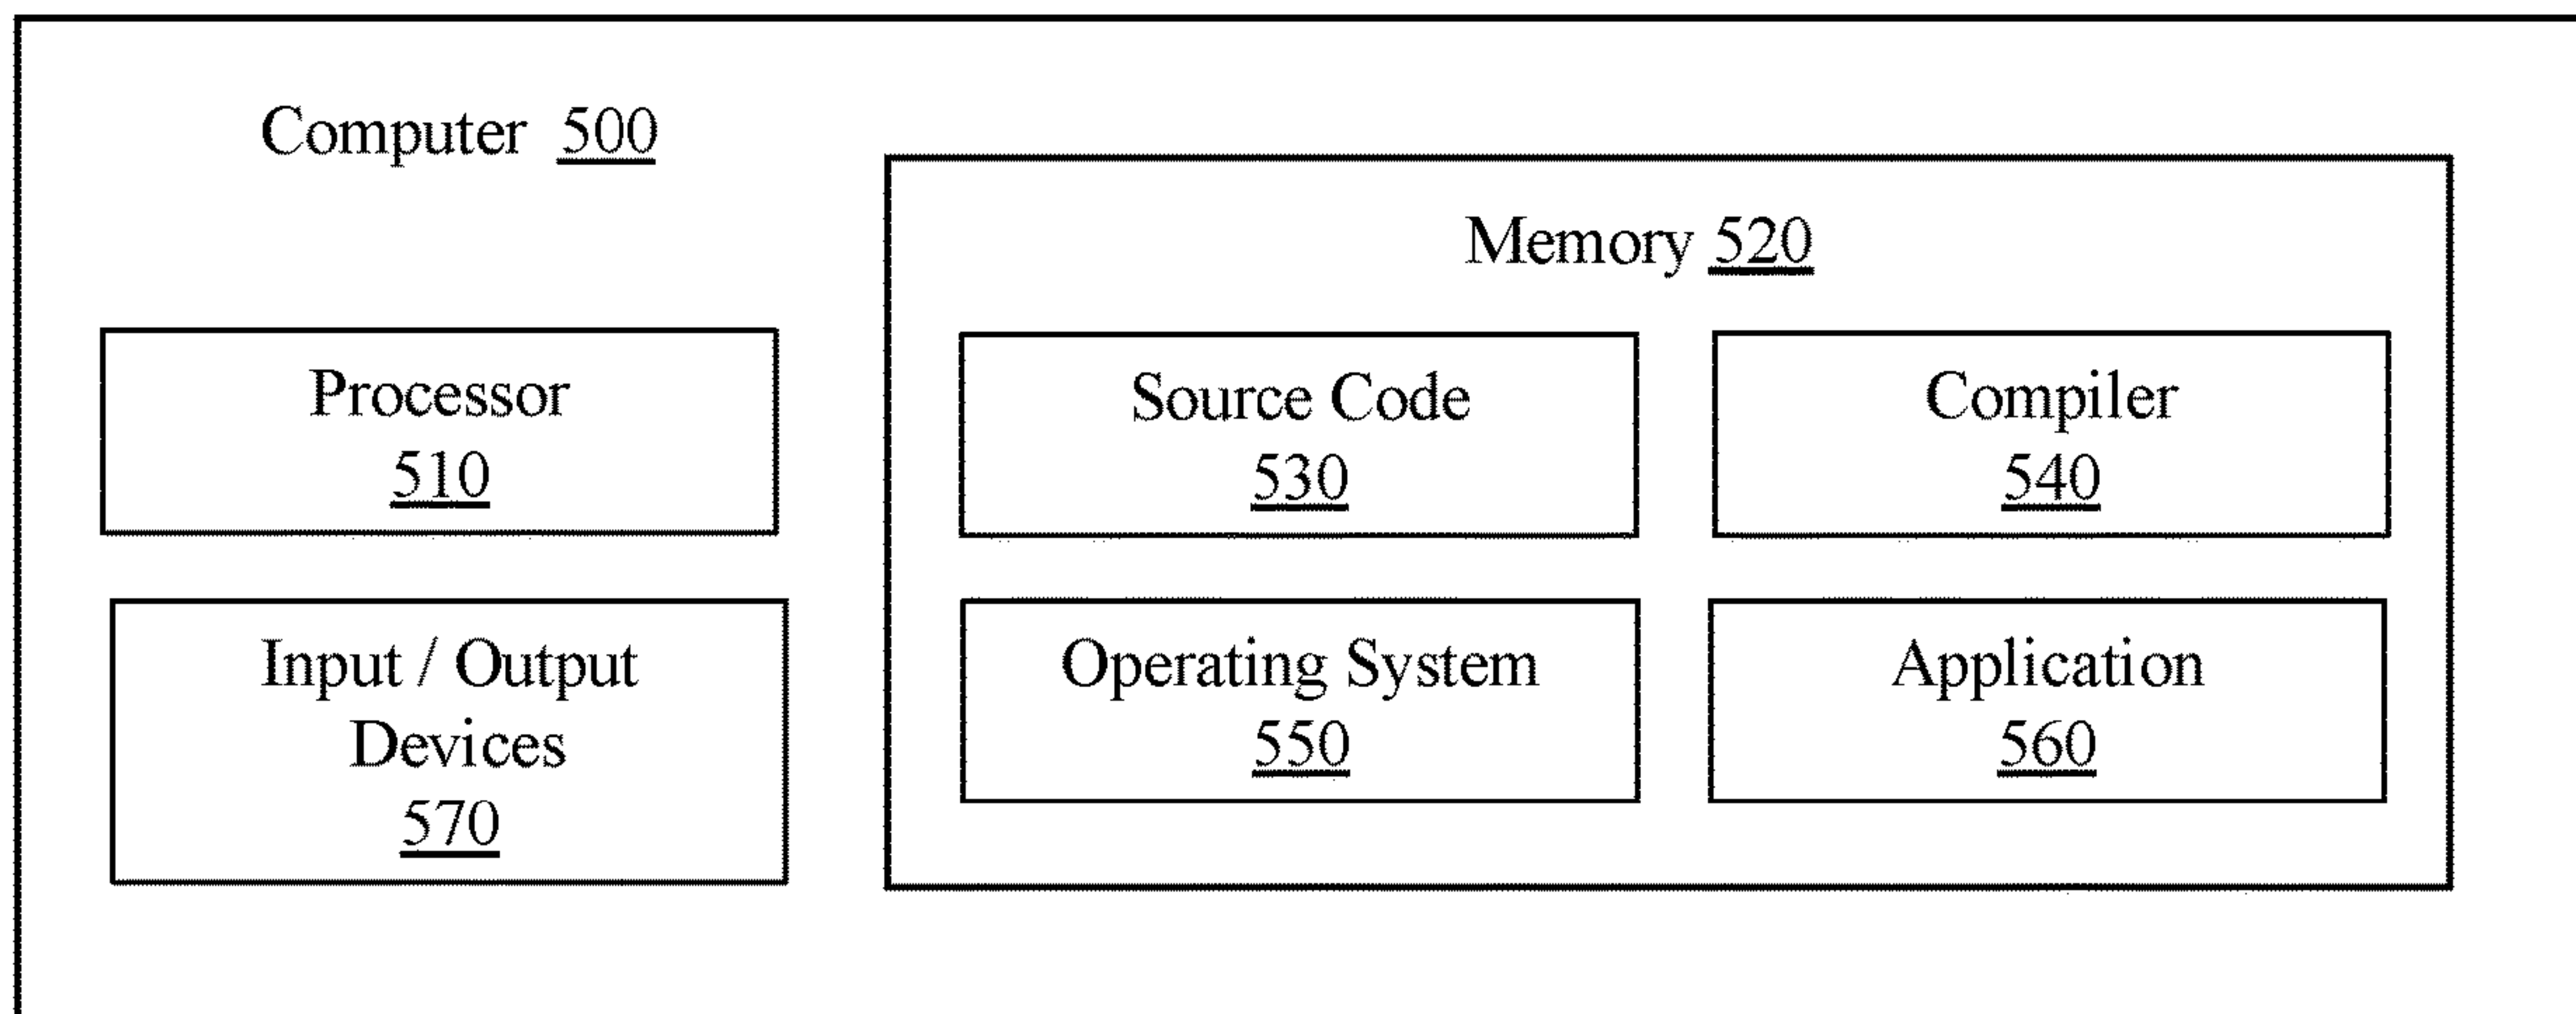 Computer 500
Memory 520
Processor
510
Source Code
530
Compiler
540
Input / Output
Devices
570
Operating System
550
Application
560